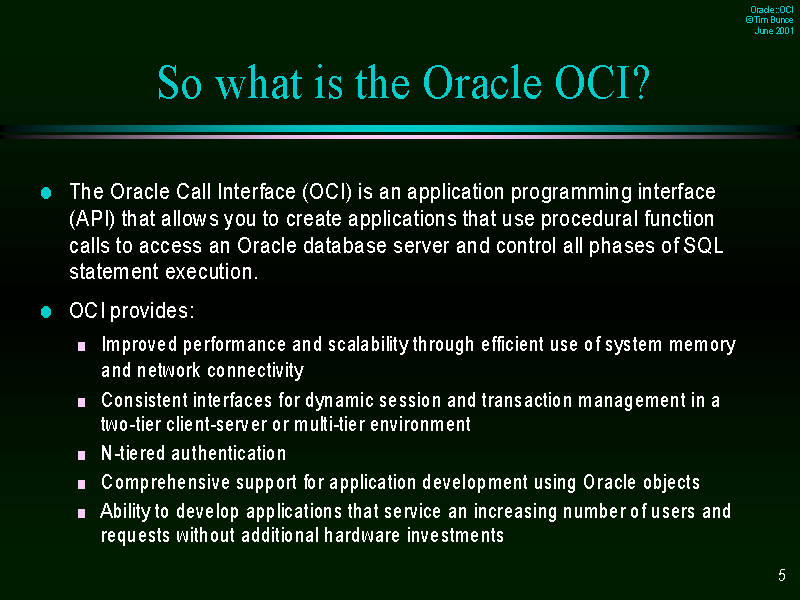 Oracle::OCI
©Tim Bunce
June 2001
So what is the Oracle OCI?
The Oracle Call Interface (OCI) is an application programming interface
(API) that allows you to create applications that use procedural function
calls to access an Oracle database server and control all phases of SQL
statement execution.
OCI provides:
Improved performance and scalability through efficient use of system memory
and network connectivity
Consistent interfaces for dynamic session and transaction management in a
two-tier client-server or multi-tier environment
N-tiered authentication
Comprehensive support for application development using Oracle objects
Ability to develop applications that service an increasing number of users and
requests without additional hardware investments
5